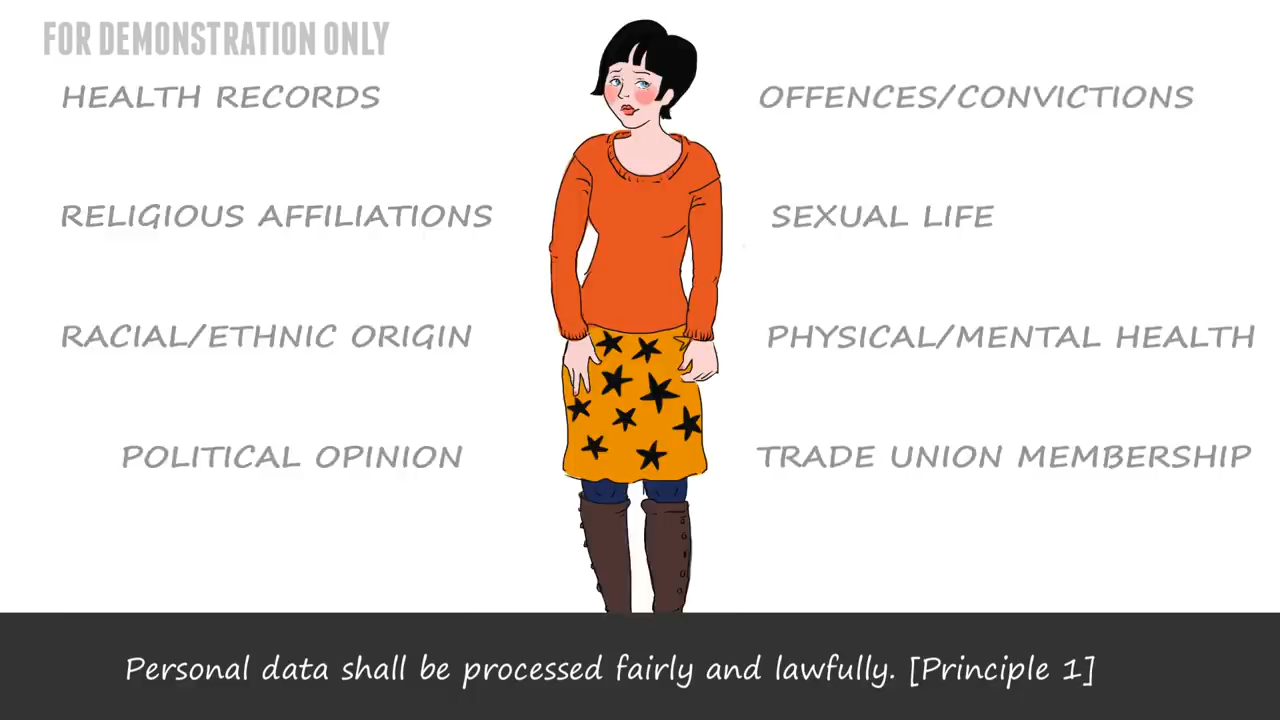 FOR DEMONSTRATION ONLY
HEALTH RECORDS
OFFENCES/CONVICTIONS
RELIGIOUS AFFILIATIONS
SEXUAL LIFE
RACIAL/ETHNIC ORIGIN
PHYSICAL/MENTAL HEALTH
POLITICAL OPINION
TRADE UNION MEMBERSHIP
Personal data shall be processed fairly and lawfully. [Principle 1]